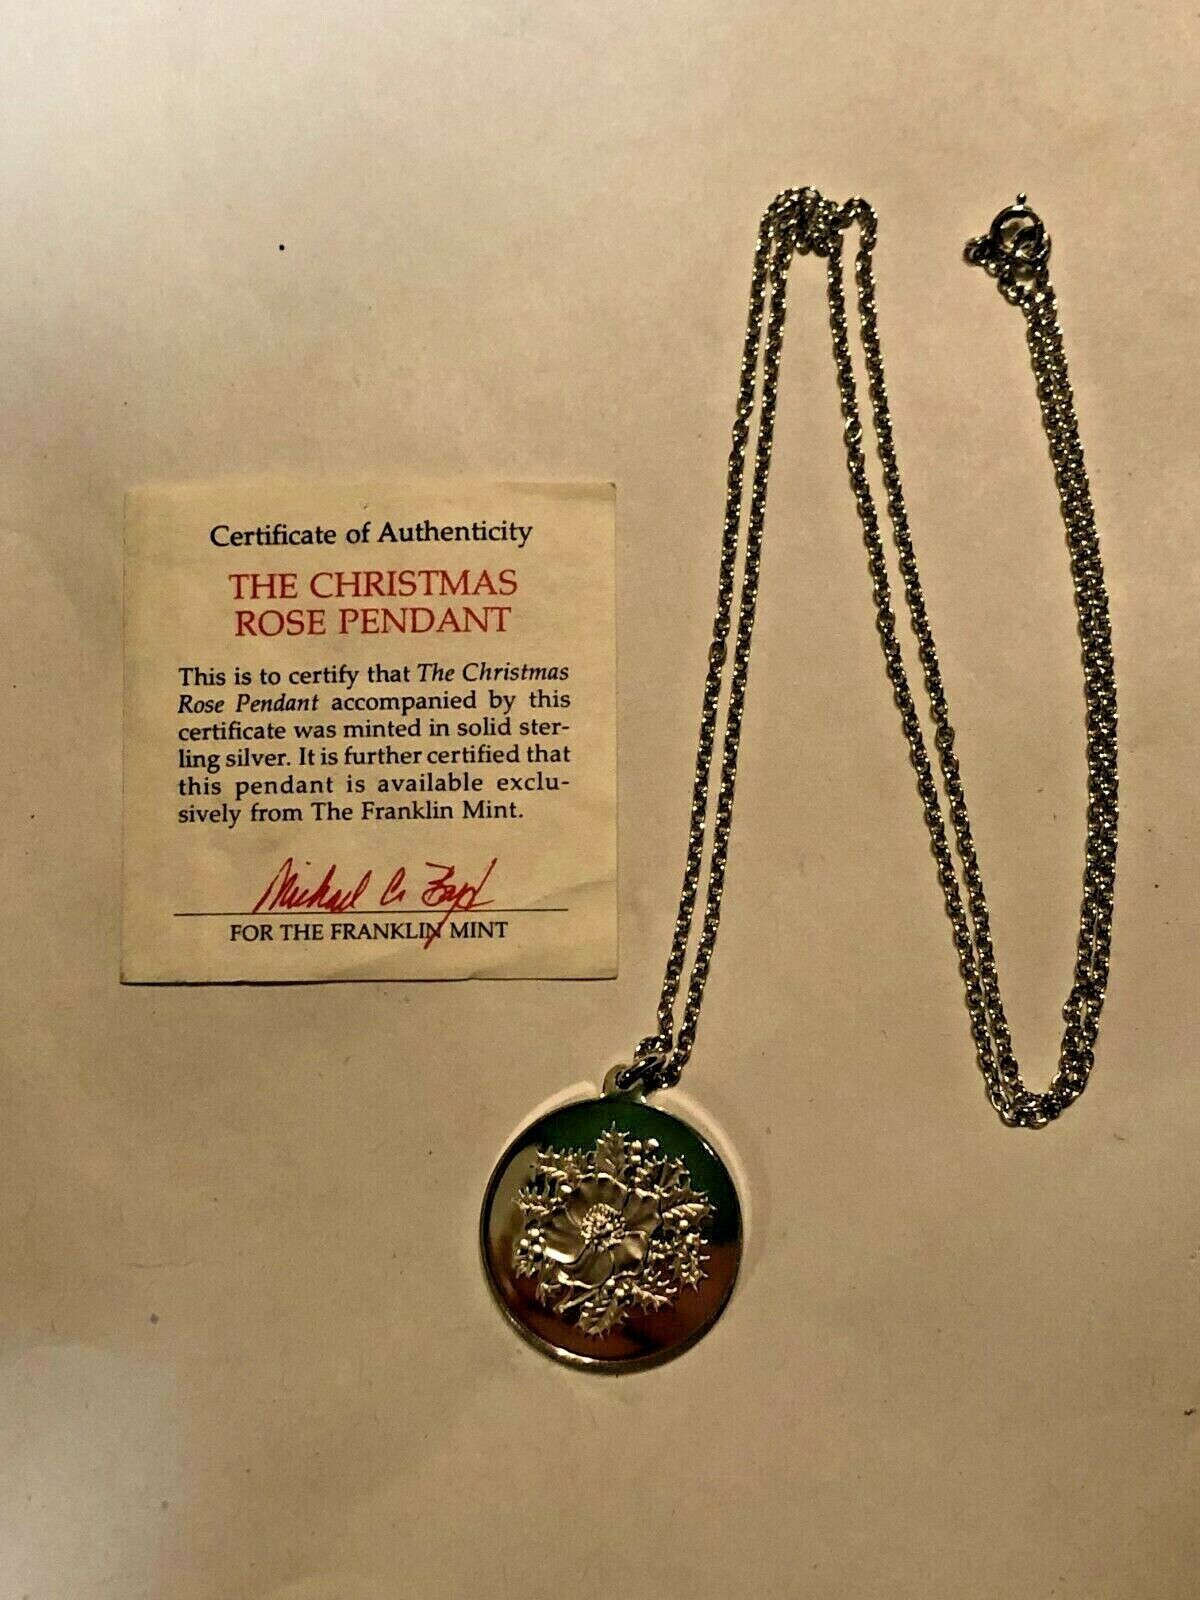 Certificate of Authenticity
THE CHRISTMAS
ROSE PENDANT
This is to certify that The Christmas
Rose Pendant accompanied by this
certificate was minted in solid ster-
ling silver. It is further certified that
this pendant is available exclu-
sively from The Franklin Mint.
Michael C.
FOR THE FRANKLIN MINT